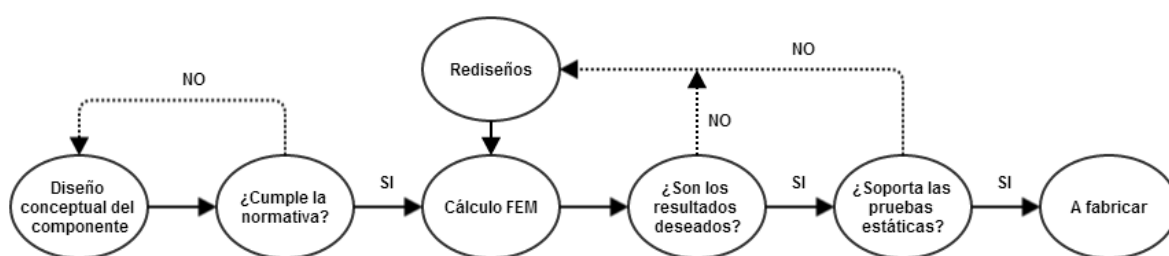 NO
Rediseños
NO
NO
Diseño
conceptual del
componente
¿Cumple la
normativa?
SI
Cálculo FEM
¿Son los
resultados
deseados?
SI
¿Soporta las
pruebas
estáticas?
SI
A fabricar